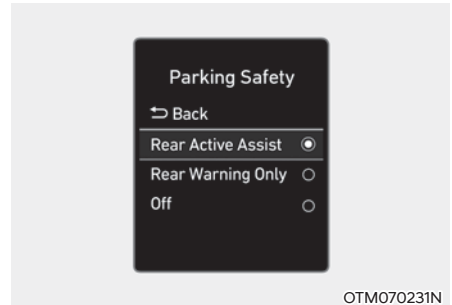 Parking Safety
⮌ Back
Rear Active Assist
Rear Warning Only
Off
OTM070231N